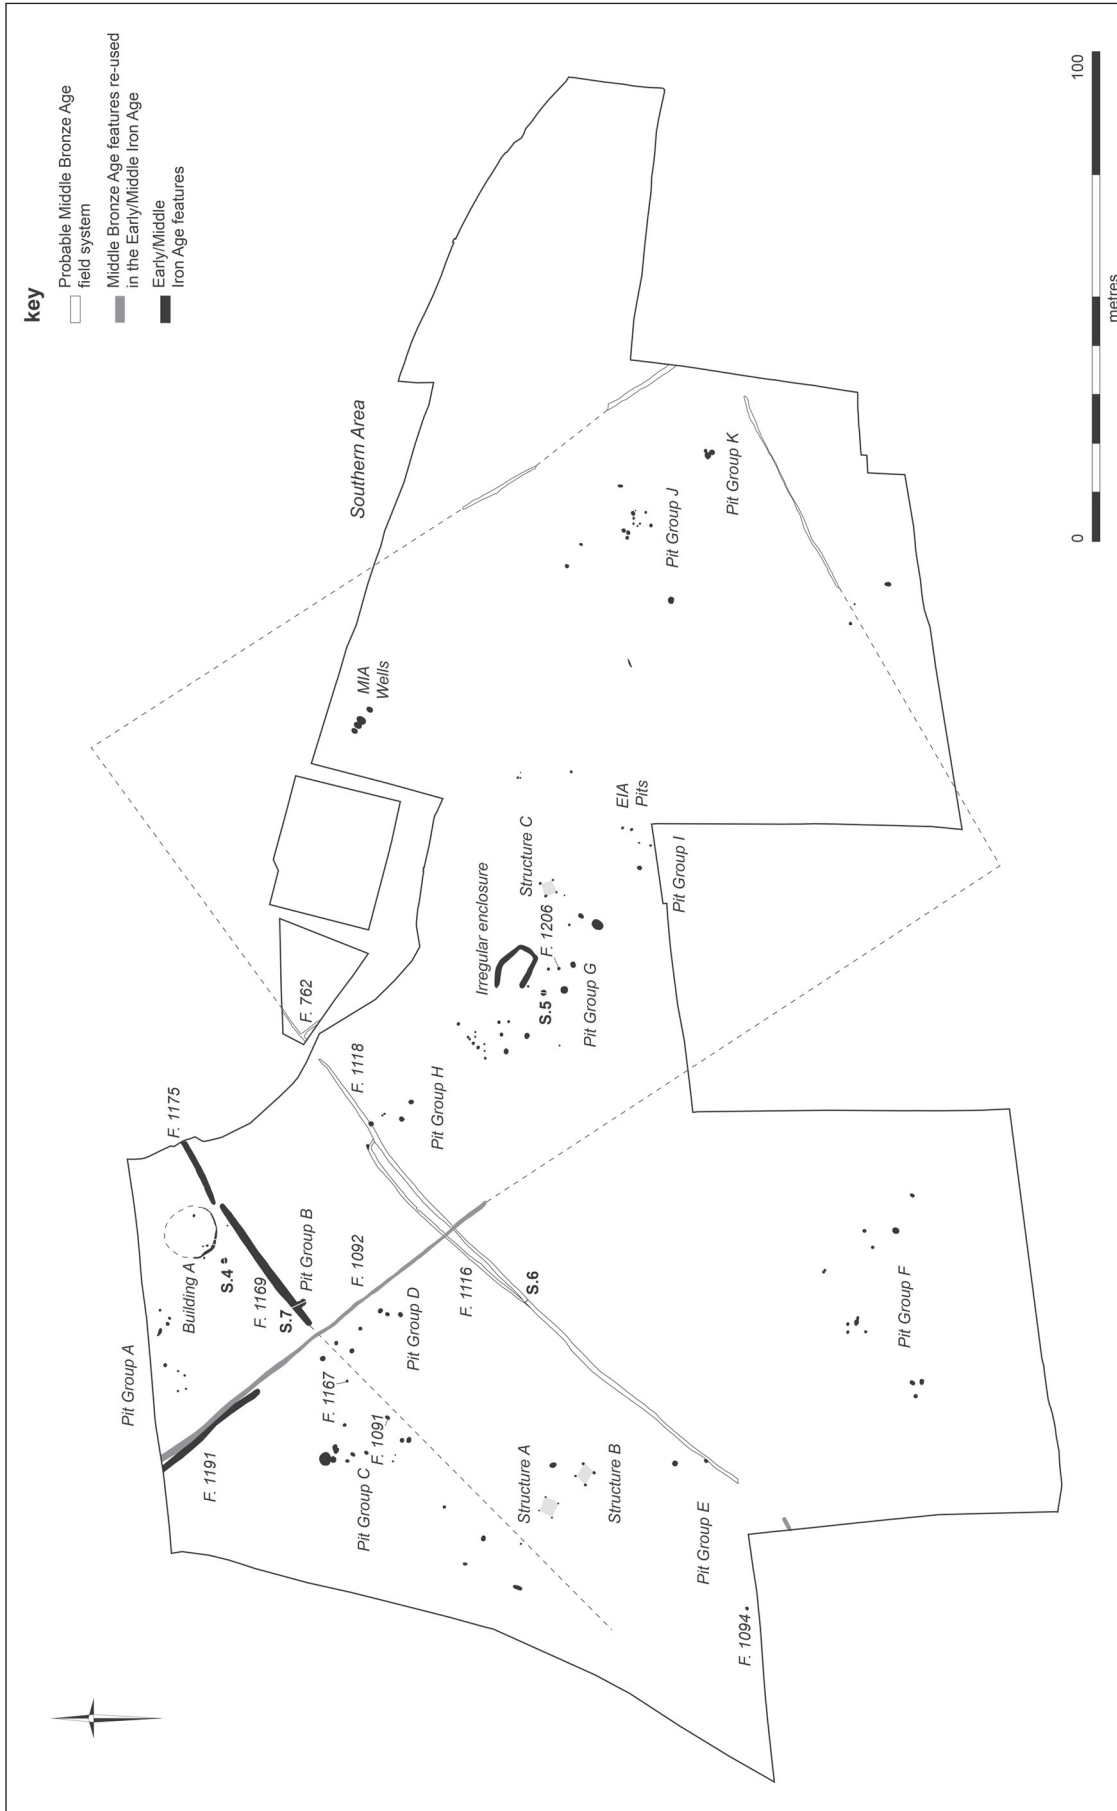 key
Probable Middle Bronze Age
field system
Middle Bronze Age features re-used
in the Early/Middle Iron Age
Early/Middle
Iron Age features
Southern Area
Pit Group A
F. 1191
Building A
S.4
F. 1175
F. 1169
S.7
Pit Group B
F. 1092
F. 1167
F. 1091
Pit Group C
Pit Group D
F. 1118
F. 762
Pit Group H
F. 1116
S.6
Structure A
Structure B
Pit Group E
F. 1094
Pit Group F
Irregular enclosure
Structure C
F. 1206
S.5
Pit Group G
EIA
Pits
Pit Group I
MIA
Wells
Pit Group J
Pit Group K
0
100
metres